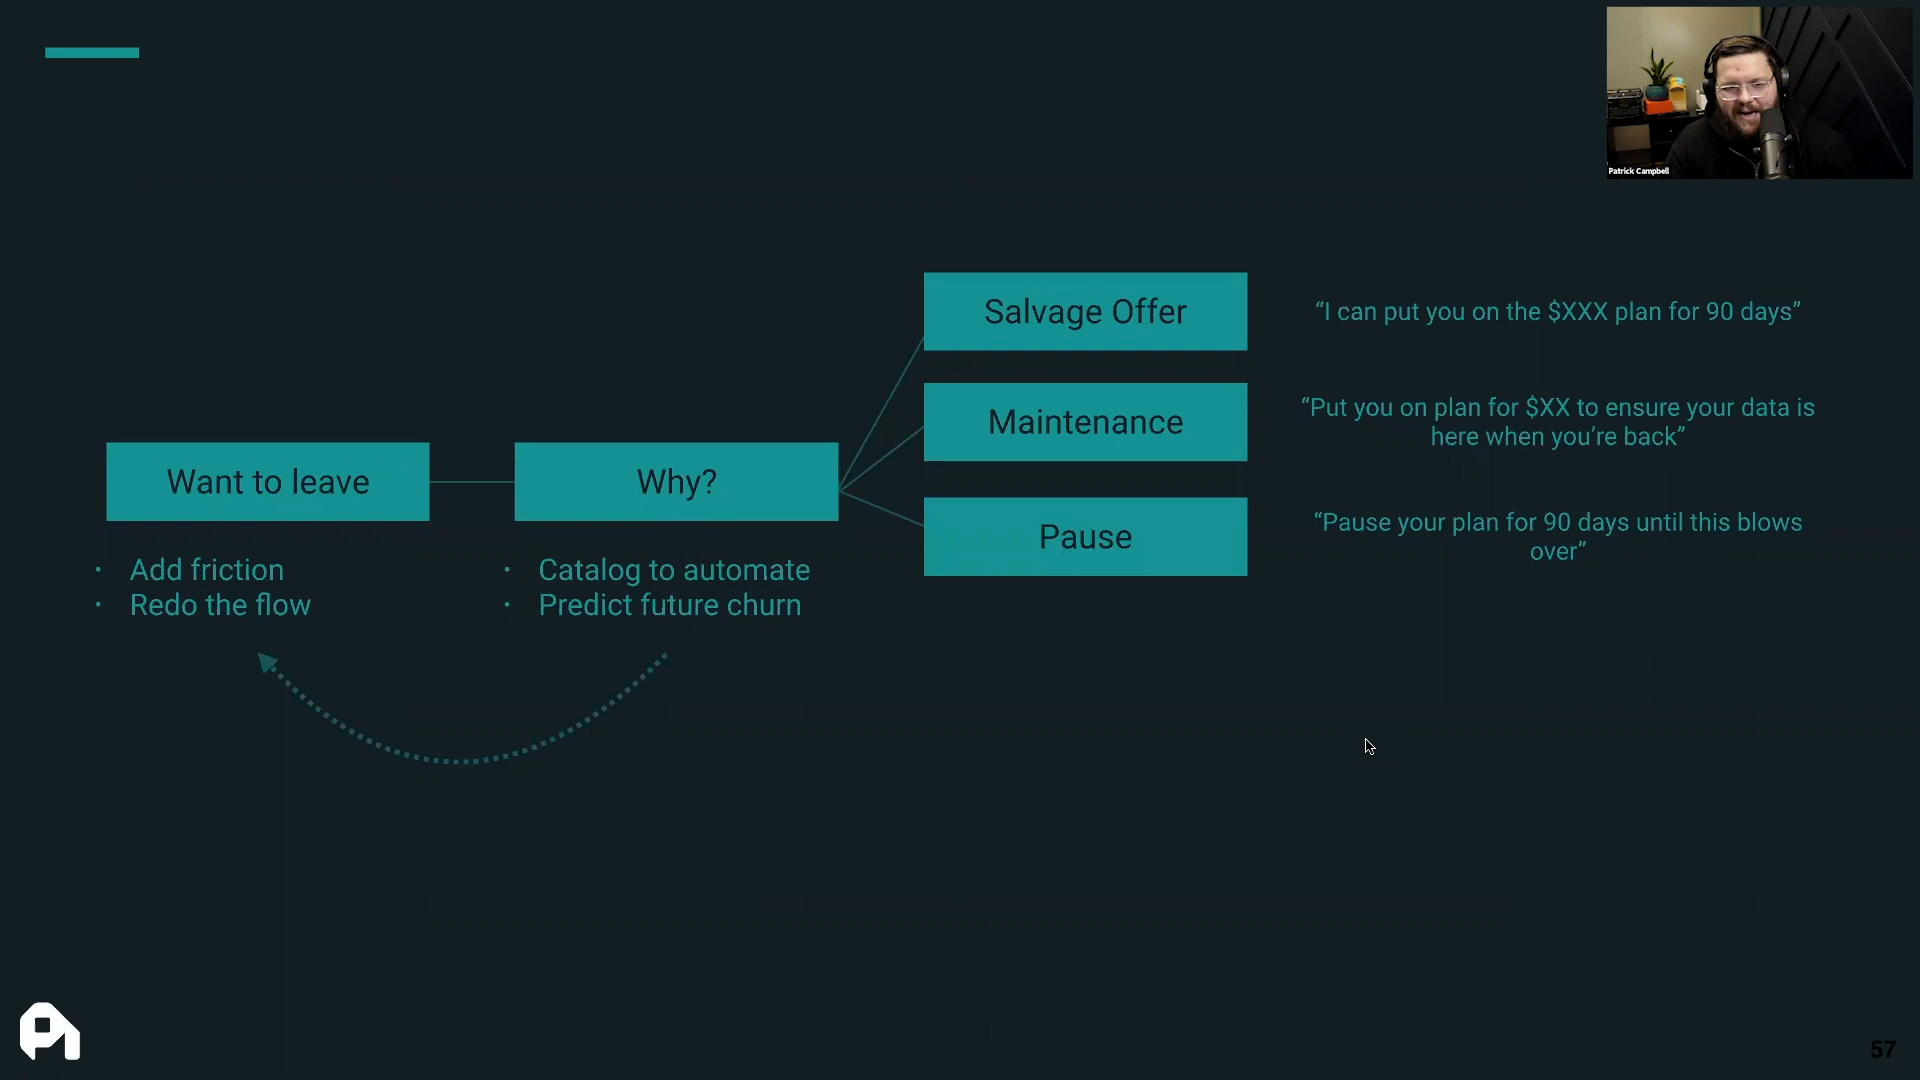 Patrick Campbell
Salvage Offer
“I can put you on the $XXX plan for 90 days”
Maintenance
“Put you on plan for $XX to ensure your data is
here when you’re back”
Want to leave
Why?
Pause
“Pause your plan for 90 days until this blows
over”
• Add friction
• Redo the flow
• Catalog to automate
• Predict future churn
57